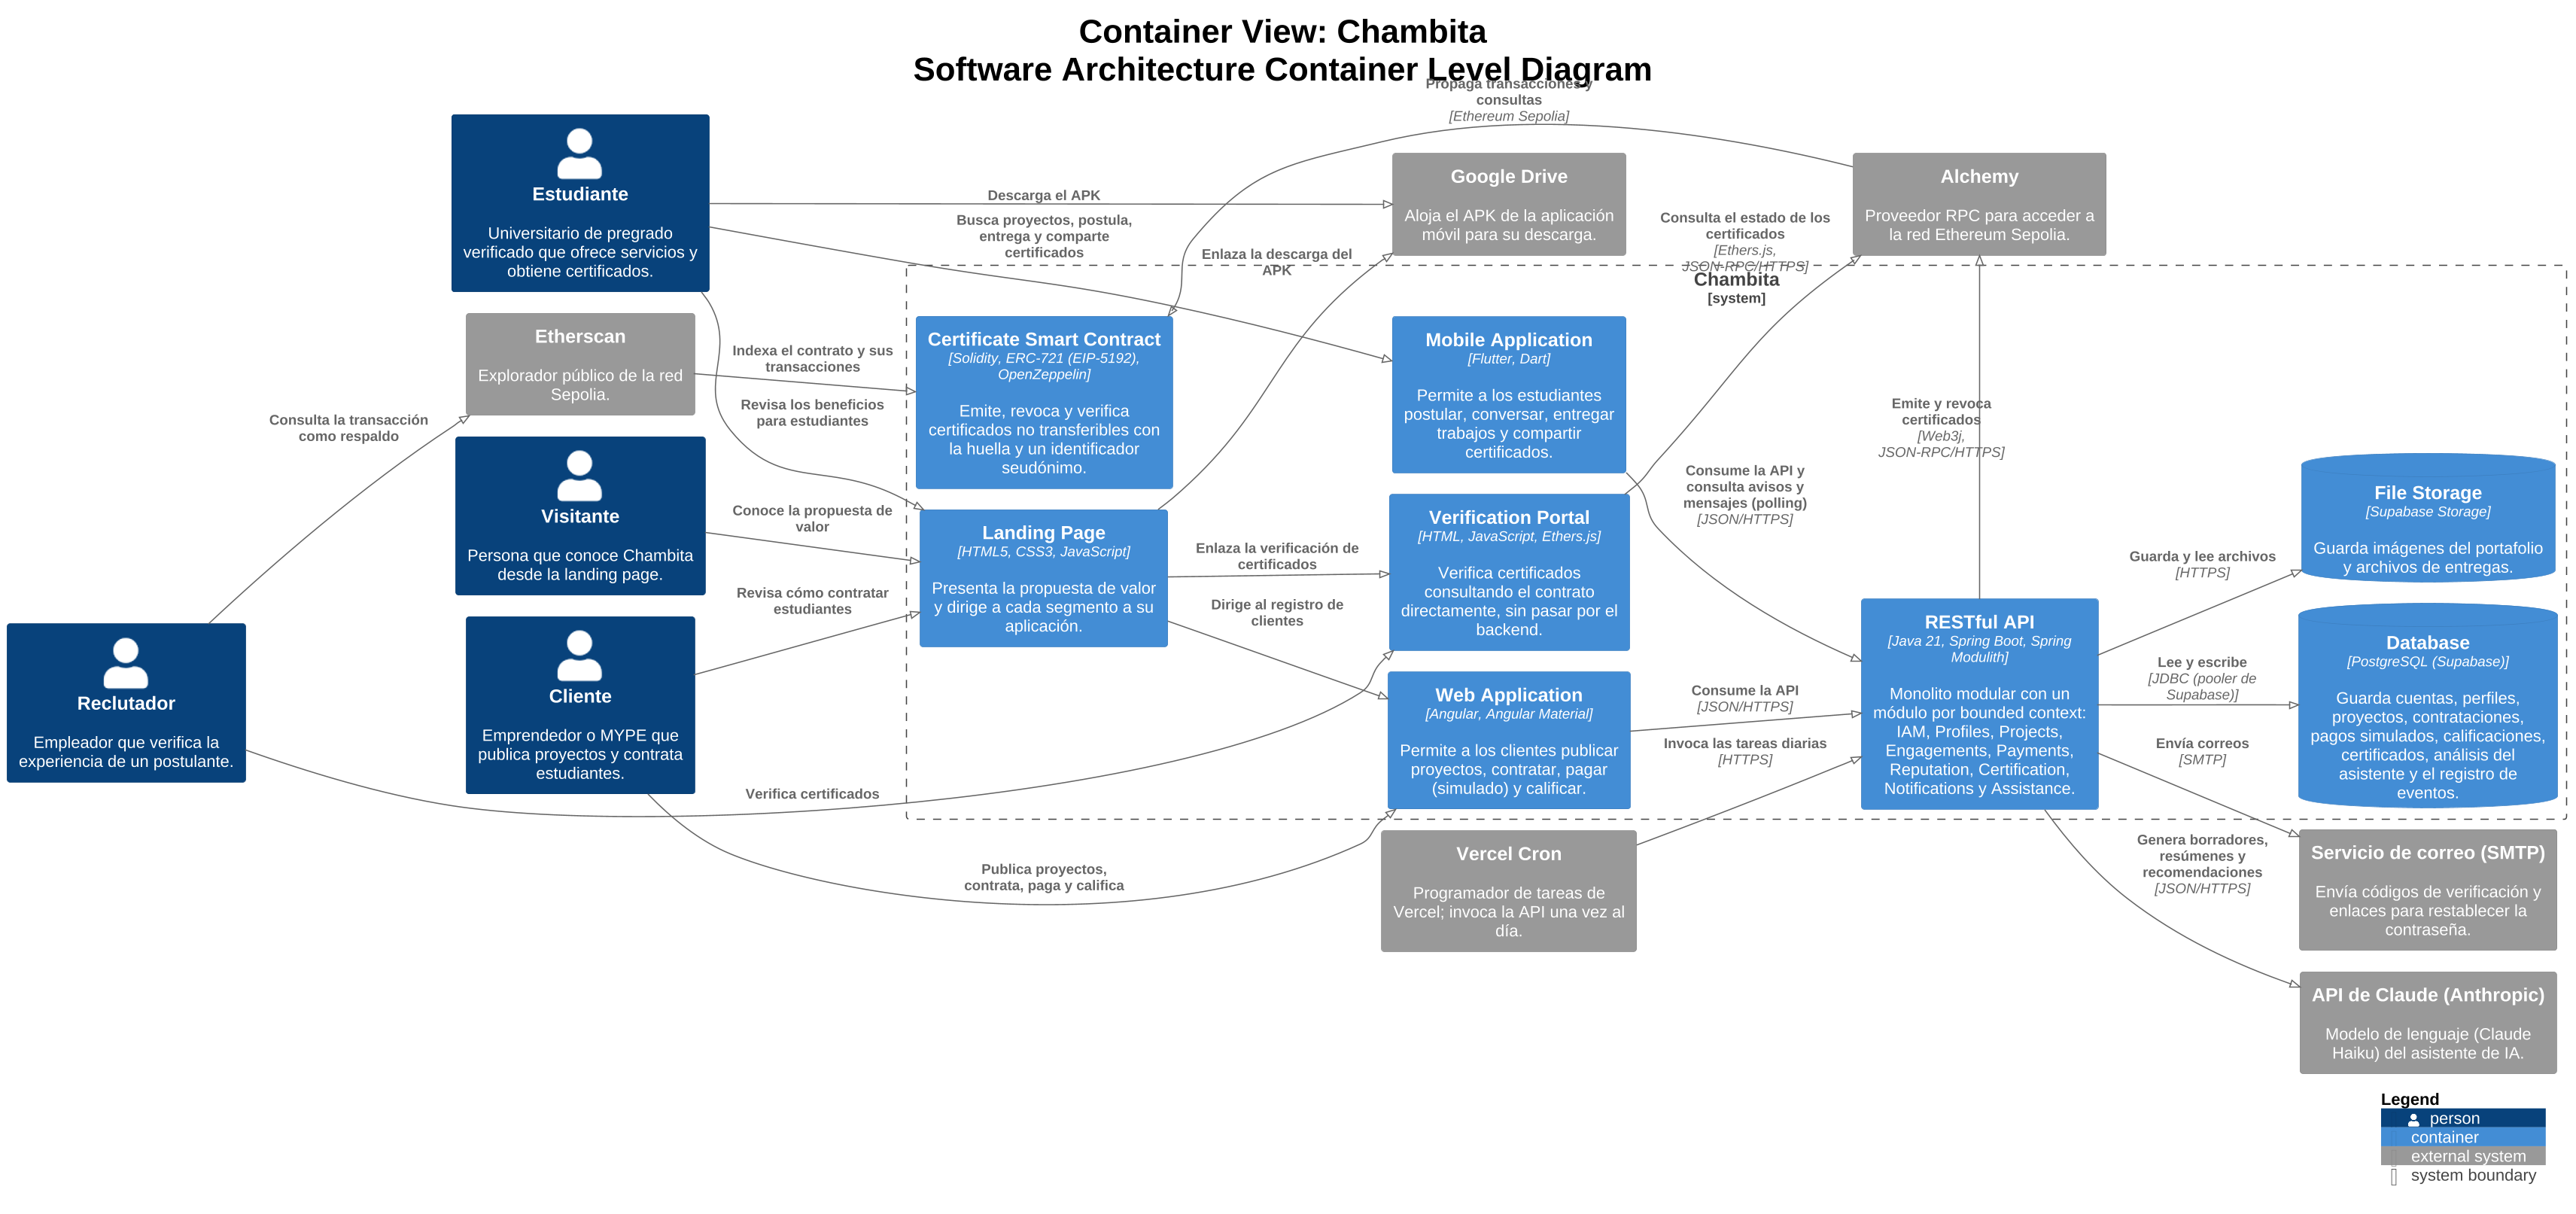 Container View: Chambita
Software Architecture Container Level Diagram
Propaga transacciones y
consultas
[Ethereum Sepolia]
Estudiante
Universitario de pregrado
verificado que ofrece servicios y
obtiene certificados.
Descarga el APK
Busca proyectos, postula,
entrega y comparte
certificados
Google Drive
Aloja el APK de la aplicación
móvil para su descarga.
Enlaza la descarga del
APK
Consulta el estado de los
certificados
[Ethers.js,
JSON-RPC/HTTPS]
Alchemy
Proveedor RPC para acceder a
la red Ethereum Sepolia.
Chambita
[system]
Etherscan
Explorador público de la red
Sepolia.
Indexa el contrato y sus
transacciones
Revisa los beneficios
para estudiantes
Consulta la transacción
como respaldo
Certificate Smart Contract
[Solidity, ERC-721 (EIP-5192),
OpenZeppelin]
Emite, revoca y verifica
certificados no transferibles con
la huella y un identificador
seudónimo.
Mobile Application
[Flutter, Dart]
Permite a los estudiantes
postular, conversar, entregar
trabajos y compartir
certificados.
Emite y revoca
certificados
[Web3j,
JSON-RPC/HTTPS]
Consume la API y
consulta avisos y
mensajes (polling)
[JSON/HTTPS]
Visitante
Persona que conoce Chambita
desde la landing page.
Conoce la propuesta de
valor
Landing Page
[HTML5, CSS3, JavaScript]
Presenta la propuesta de valor
y dirige a cada segmento a su
aplicación.
Enlaza la verificación de
certificados
Dirige al registro de
clientes
Verification Portal
[HTML, JavaScript, Ethers.js]
Verifica certificados
consultando el contrato
directamente, sin pasar por el
backend.
File Storage
[Supabase Storage]
Guarda imágenes del portafolio
y archivos de entregas.
Guarda y lee archivos
[HTTPS]
Reclutador
Empleador que verifica la
experiencia de un postulante.
Cliente
Emprendedor o MYPE que
publica proyectos y contrata
estudiantes.
Revisa cómo contratar
estudiantes
Verifica certificados
Publica proyectos,
contrata, paga y califica
Web Application
[Angular, Angular Material]
Permite a los clientes publicar
proyectos, contratar, pagar
(simulado) y calificar.
Consume la API
[JSON/HTTPS]
Invoca las tareas diarias
[HTTPS]
RESTful API
[Java 21, Spring Boot, Spring
Modulith]
Monolito modular con un
módulo por bounded context:
IAM, Profiles, Projects,
Engagements, Payments,
Reputation, Certification,
Notifications y Assistance.
Lee y escribe
[JDBC (pooler de
Supabase)]
Envía correos
[SMTP]
Database
[PostgreSQL (Supabase)]
Guarda cuentas, perfiles,
proyectos, contrataciones,
pagos simulados, calificaciones,
certificados, análisis del
asistente y el registro de
eventos.
Vercel Cron
Programador de tareas de
Vercel; invoca la API una vez al
día.
Genera borradores,
resúmenes y
recomendaciones
[JSON/HTTPS]
Servicio de correo (SMTP)
Envía códigos de verificación y
enlaces para restablecer la
contraseña.
API de Claude (Anthropic)
Modelo de lenguaje (Claude
Haiku) del asistente de IA.
Legend
person
container
external system
system boundary